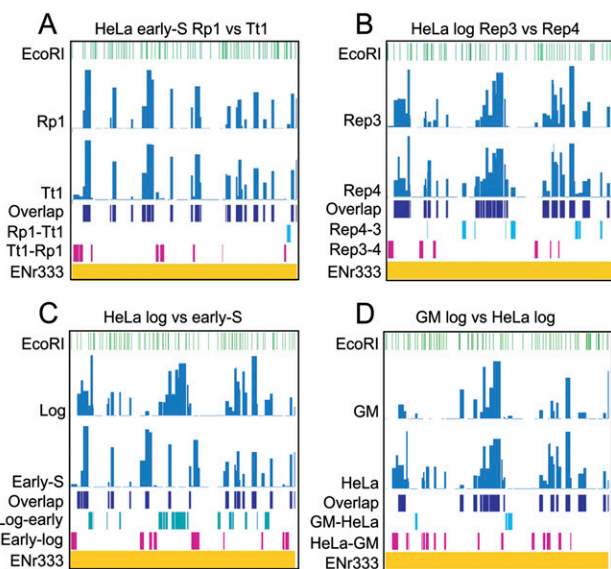 A HeLa early-S Rp1 vs Tt1
EcoRI
Rp1
Tt1
Overlap
Rp1-Tt1
Tt1-Rp1
ENr333
B HeLa log Rep3 vs Rep4
EcoRI
Rep3
Rep4
Overlap
Rep4-3
Rep3-4
ENr333
C HeLa log vs early-S
EcoRI
Log
Early-S
Overlap
Log-early
Early-log
ENr333
D GM log vs HeLa log
EcoRI
GM
HeLa
Overlap
GM-HeLa
HeLa-GM
ENr333